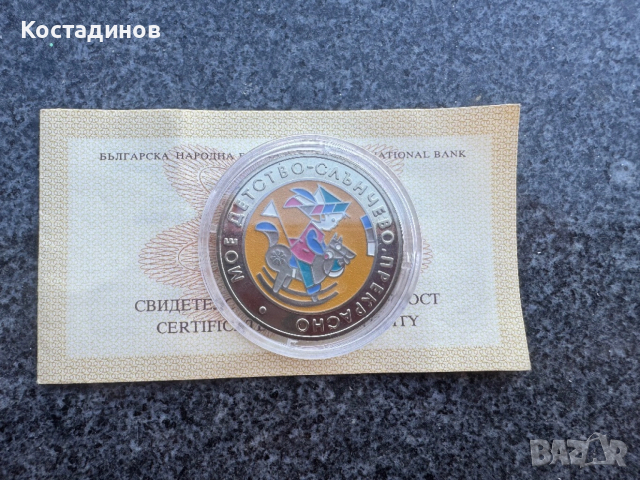 Костадинов
БЪЛГАРСКА НАРОДНА NATIONAL BANK
МОЕ ДЕТСТВО-СЛЪНЧЕВО, ПРЕКРАСНО
СВИДЕТЕ ОСТ
CERTIFIC ITY
BAZAR